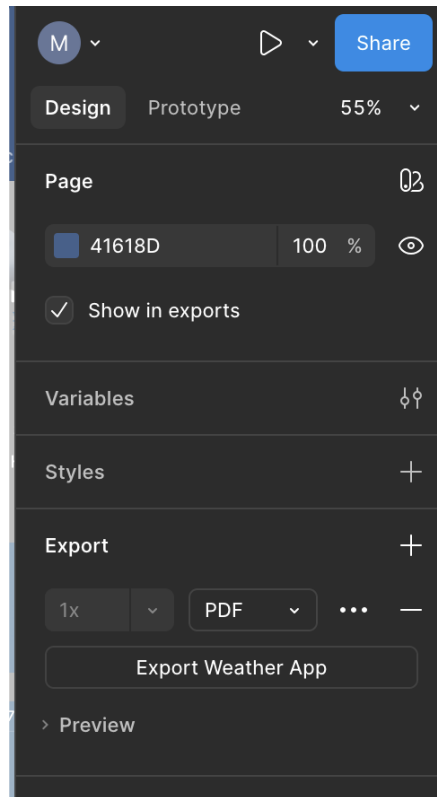 M
Share
Design Prototype 55%
Page
41618D 100 %
Show in exports
Variables
Styles
Export
1x PDF
Export Weather App
Preview